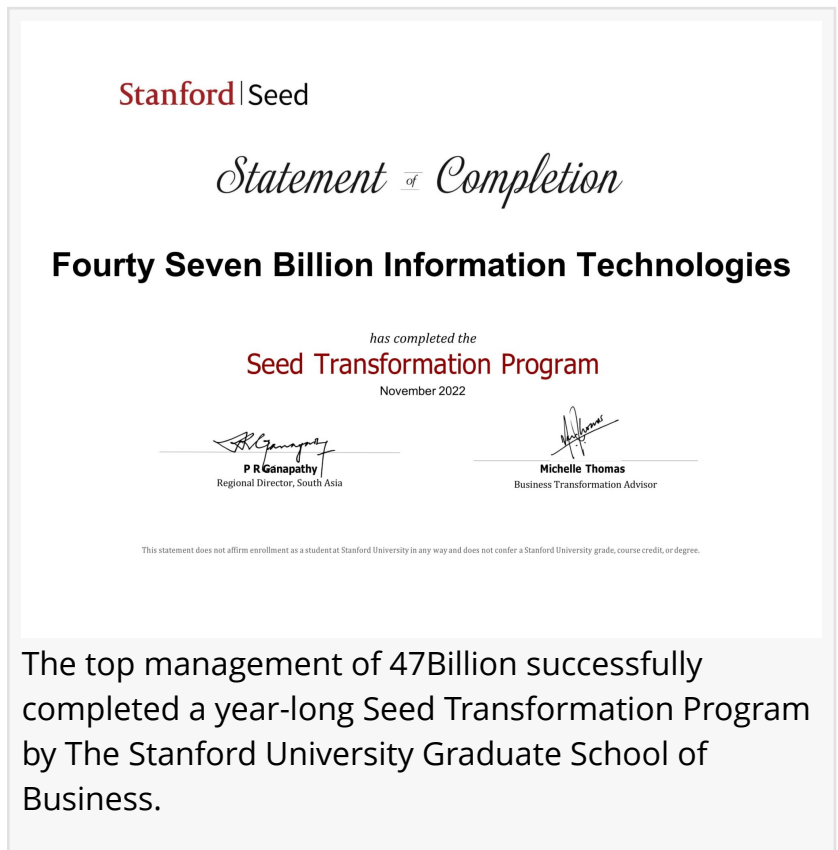 Stanford | Seed
Statement of Completion
Fourty Seven Billion Information Technologies
has completed the
Seed Transformation Program
November 2022
P R Ganapathy
Regional Director, South Asia
Michelle Thomas
Business Transformation Advisor
This statement does not affirm enrollment as a student at Stanford University in any way and does not confer a Stanford University grade, course credit, or degree.
The top management of 47Billion successfully
completed a year-long Seed Transformation Program
by The Stanford University Graduate School of
Business.